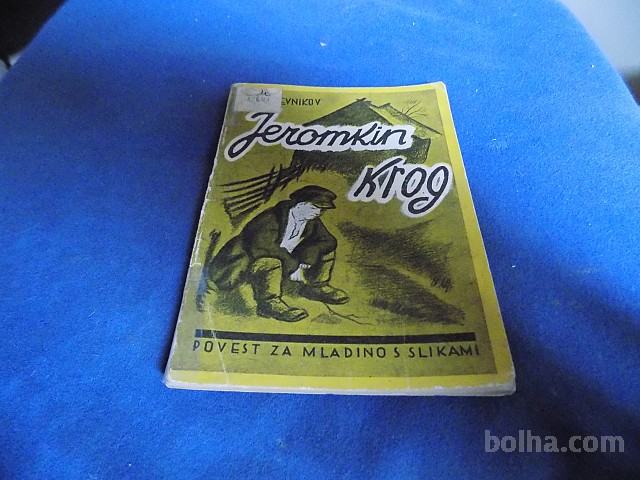 EVNIKOV
Jeromkin
krog
POVEST ZA MLADINO S SLIKAMI
bolha.com